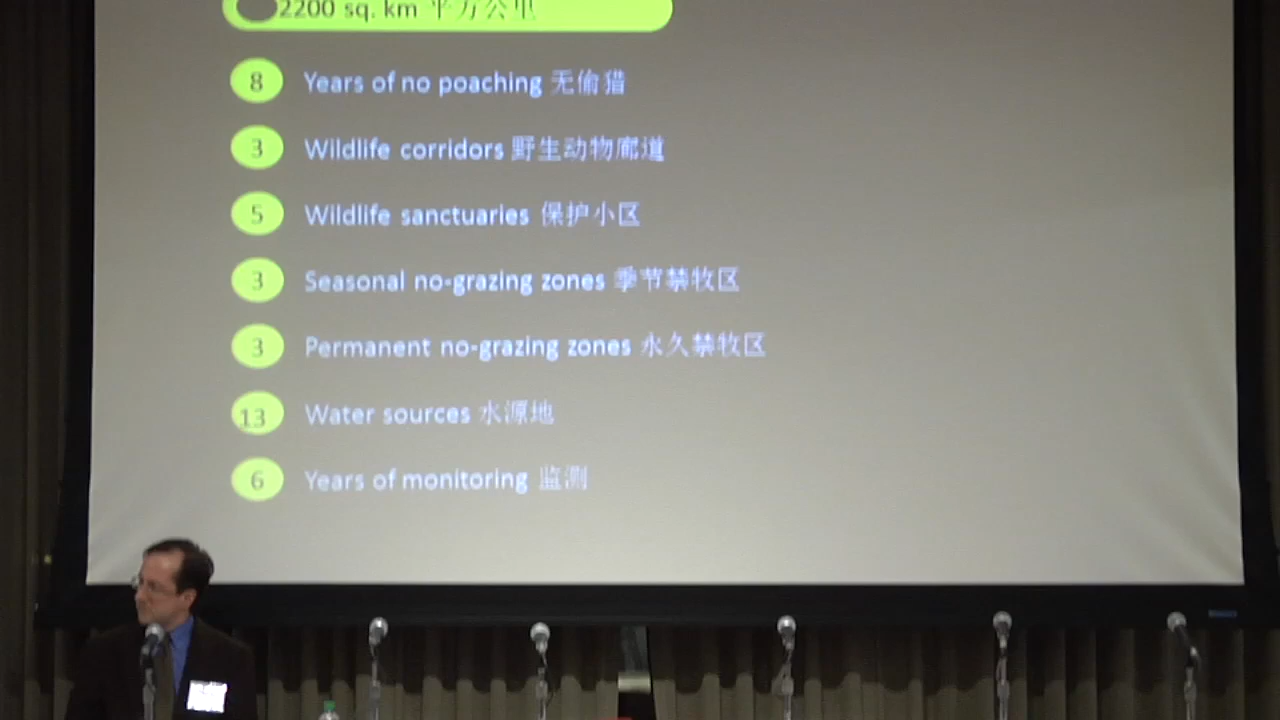 2200 sq. km 平方公里
8 Years of no poaching 无偷猎
3 Wildlife corridors 野生动物廊道
5 Wildlife sanctuaries 保护小区
3 Seasonal no-grazing zones 季节禁牧区
3 Permanent no-grazing zones 永久禁牧区
13 Water sources 水源地
6 Years of monitoring 监测